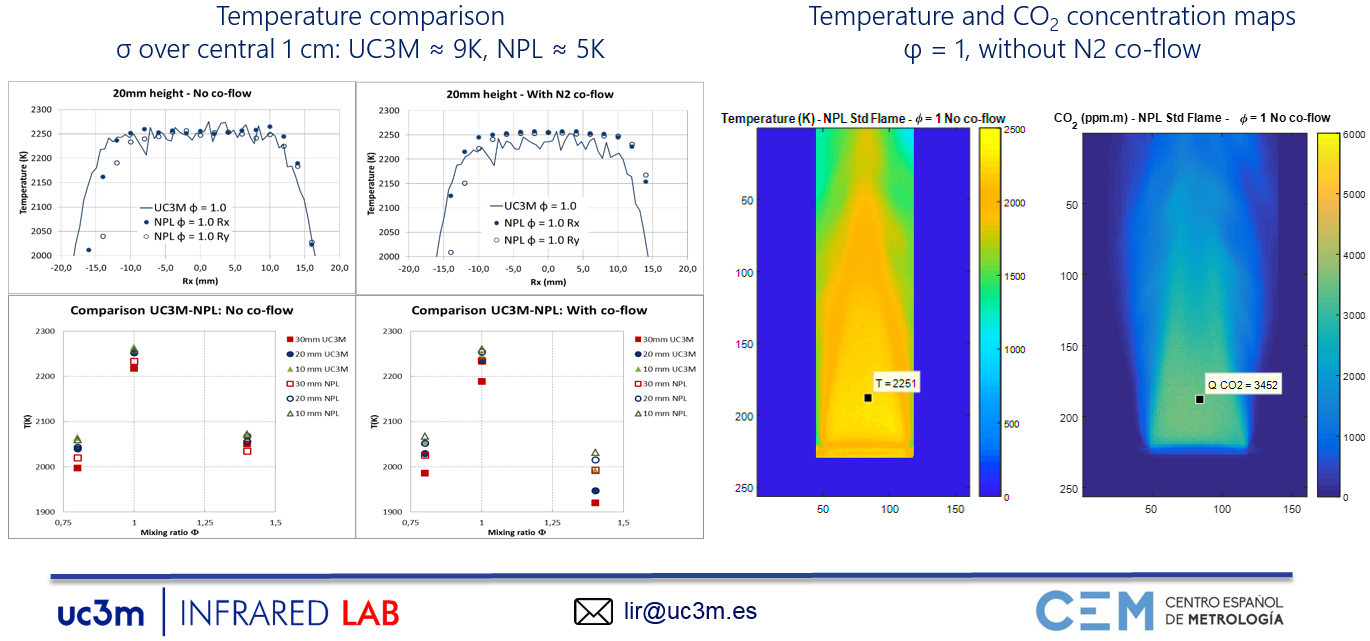 Temperature comparison
σ over central 1 cm: UC3M ≈ 9K, NPL ≈ 5K
Temperature and CO₂ concentration maps
φ = 1, without N2 co-flow
20mm height - No co-flow
Temperature (K)
2300
2250
2200
2150
2100
2050
2000
UC3M ϕ = 1.0
NPL ϕ = 1.0 Rx
NPL ϕ = 1.0 Ry
-20,0 -15,0 -10,0 -5,0 0,0 5,0 10,0 15,0 20,0
Rx (mm)
20mm height - With N2 co-flow
Temperature (K)
2300
2250
2200
2150
2100
2050
2000
UC3M ϕ = 1.0
NPL ϕ = 1.0 Rx
NPL ϕ = 1.0 Ry
-20,0 -15,0 -10,0 -5,0 0,0 5,0 10,0 15,0 20,0
Rx (mm)
Comparison UC3M-NPL: No co-flow
T(K)
2300
2200
2100
2000
1900
30mm UC3M
20 mm UC3M
10 mm UC3M
30 mm NPL
20 mm NPL
10 mm NPL
0,75 1 1,25 1,5
Mixing ratio Φ
Comparison UC3M-NPL: With co-flow
T(K)
2300
2200
2100
2000
1900
30mm UC3M
20 mm UC3M
10 mm UC3M
30 mm NPL
20 mm NPL
10 mm NPL
0,75 1 1,25 1,5
Mixing ratio Φ
Temperature (K) - NPL Std Flame - ϕ = 1 No co-flow
50
100
150
200
250
T = 2251
50 100 150
2500
2000
1500
1000
500
0
CO₂ (ppm.m) - NPL Std Flame - ϕ = 1 No co-flow
50
100
150
200
250
Q CO2 = 3452
50 100 150
6000
5000
4000
3000
2000
1000
0
uc3m INFRARED LAB
lir@uc3m.es
CEM CENTRO ESPAÑOL
DE METROLOGÍA